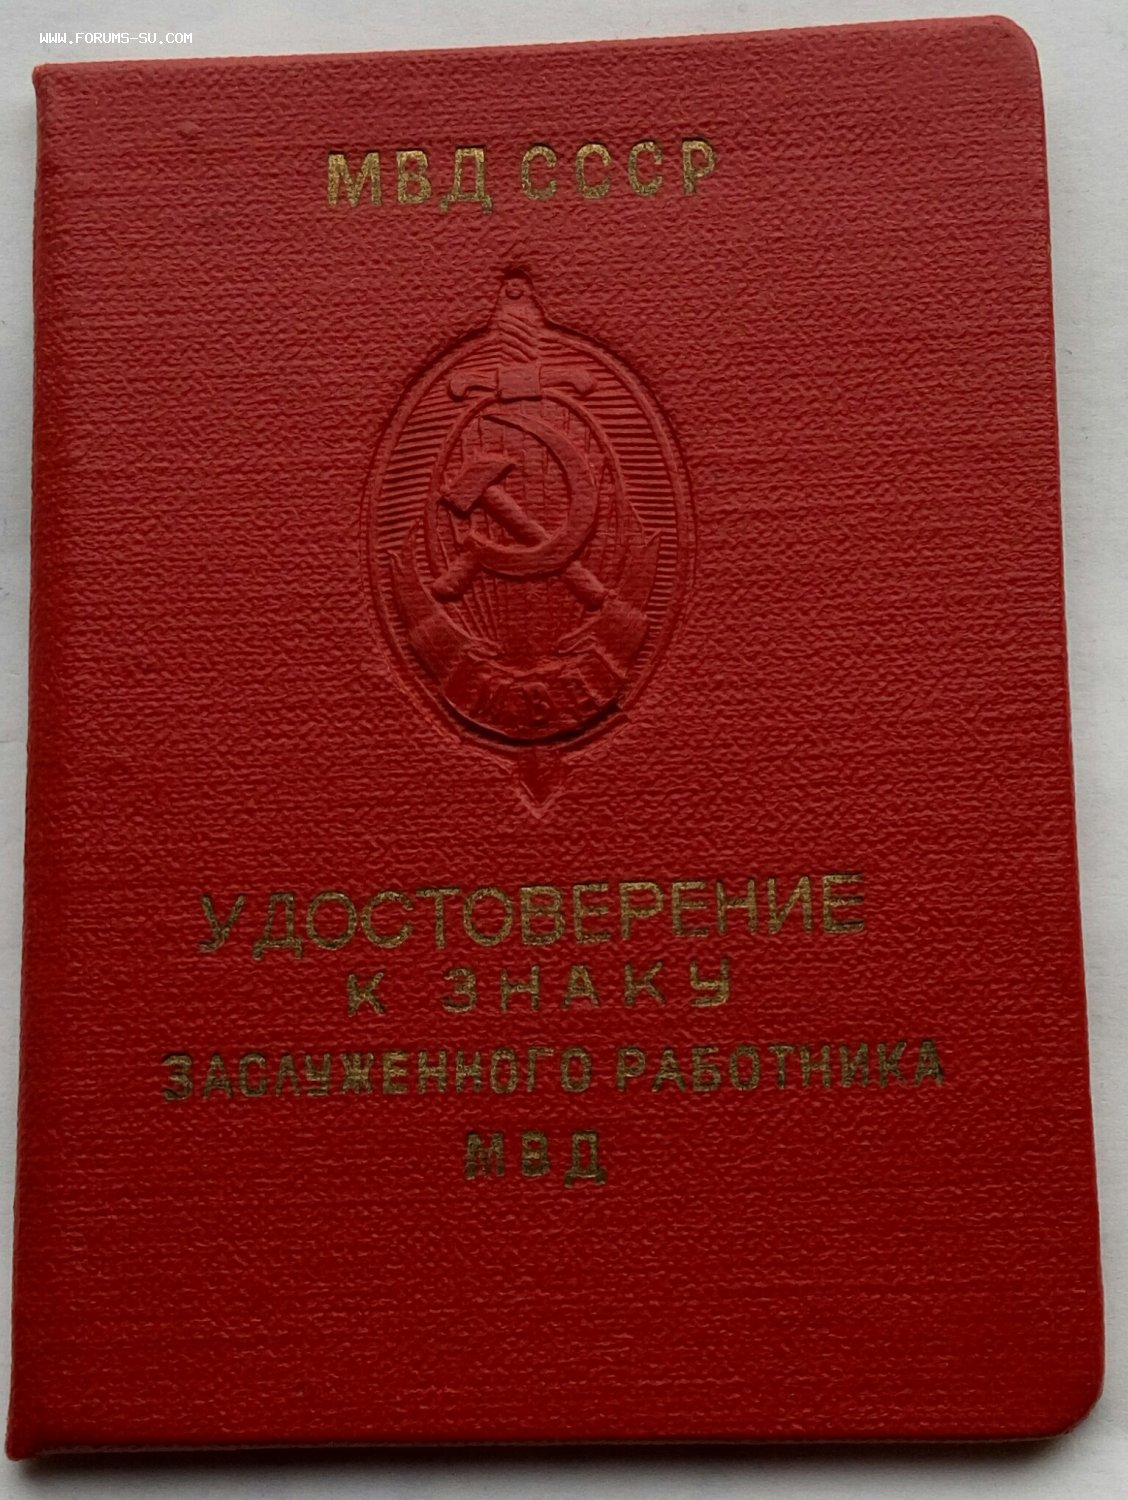 WWW.FORUMS-SU.COM
МВД СССР
МВД
УДОСТОВЕРЕНИЕ
К ЗНАКУ
ЗАСЛУЖЕННОГО РАБОТНИКА
МВД